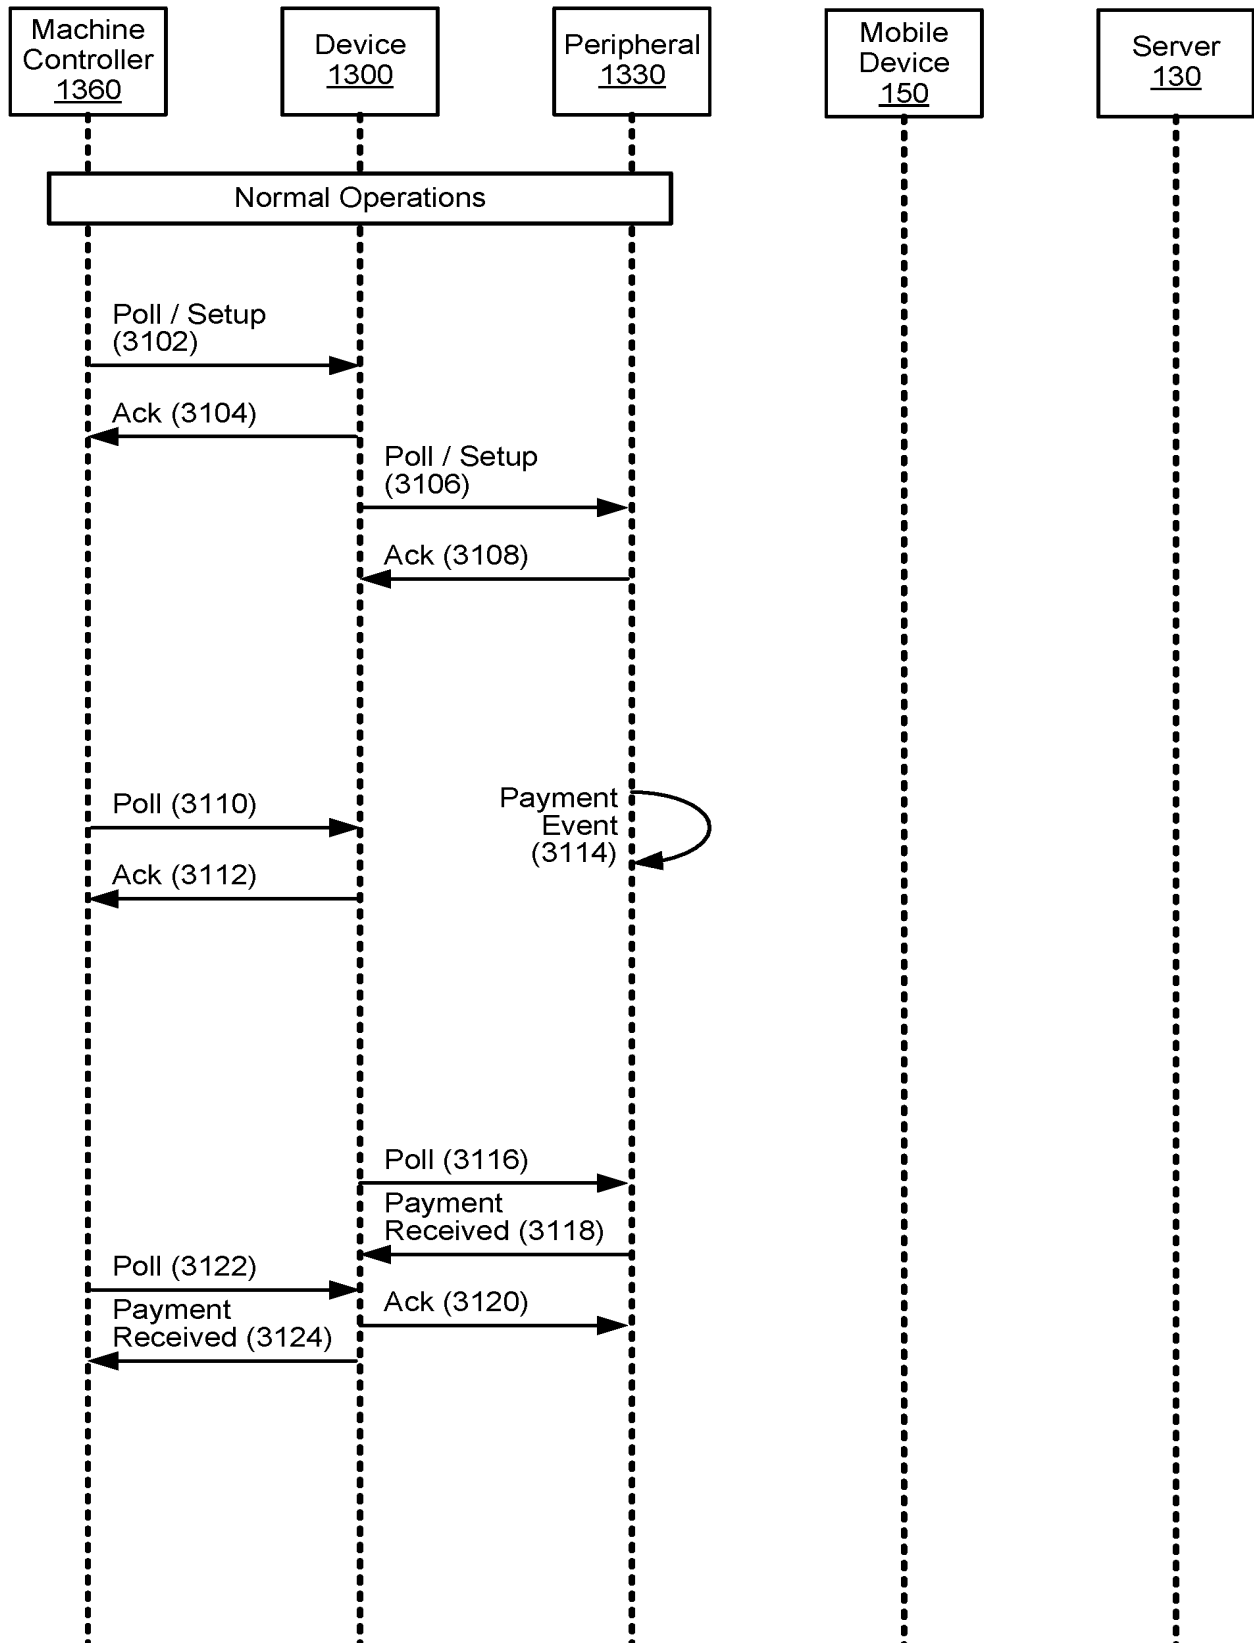 Machine
Controller
1360
Device
1300
Peripheral
1330
Mobile
Device
150
Server
130
Normal Operations
Poll / Setup
(3102)
Ack (3104)
Poll / Setup
(3106)
Ack (3108)
Poll (3110)
Payment
Event
(3114)
Ack (3112)
Poll (3116)
Payment
Received (3118)
Poll (3122)
Ack (3120)
Payment
Received (3124)